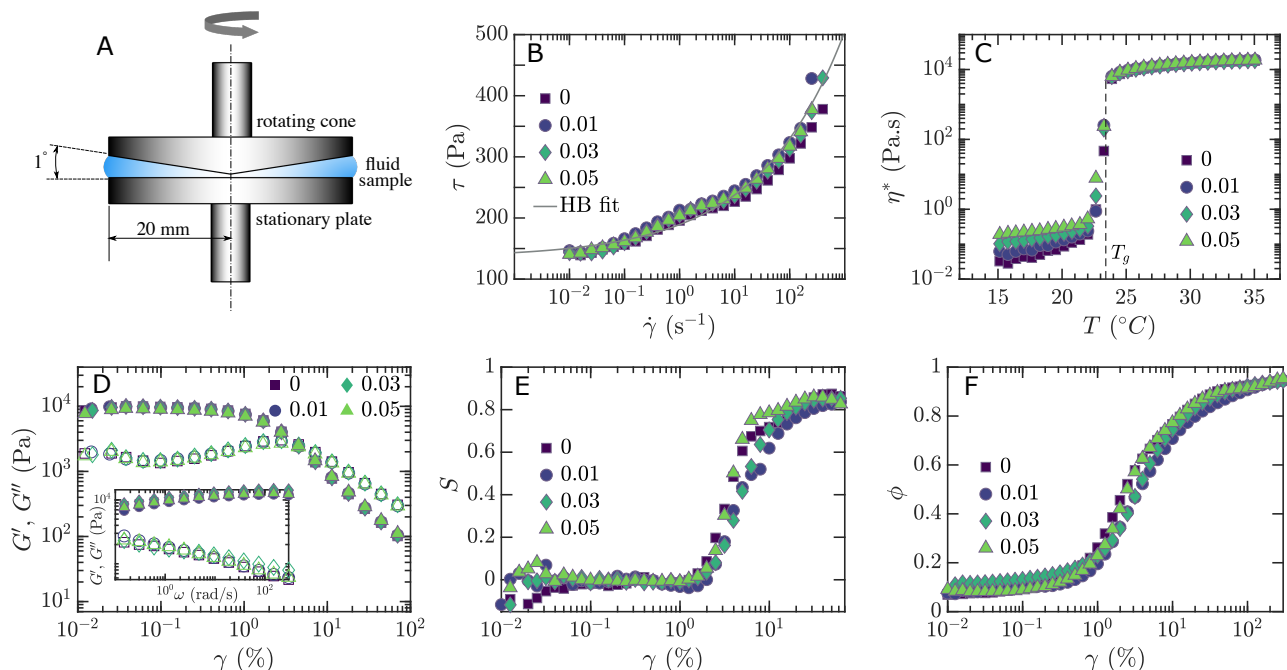 A
rotating cone
1°
fluid
sample
stationary plate
20 mm
B
500
400
300
200
100
τ (Pa)
0
0.01
0.03
0.05
HB fit
10⁻² 10⁻¹ 10⁰ 10¹ 10²
γ̇ (s⁻¹)
C
10⁴
10²
10⁰
10⁻²
η* (Pa.s)
0
0.01
0.03
0.05
T_g
15 20 25 30 35
T (°C)
D
0 0.03
0.01 0.05
10⁴
10³
10²
10¹
G′, G″ (Pa)
10⁴
G′, G″ (Pa)
10⁰ 10²
ω (rad/s)
10⁻² 10⁻¹ 10⁰ 10¹ 10²
γ (%)
E
1
0.8
0.6
0.4
0.2
0
S
0
0.01
0.03
0.05
10⁻² 10⁻¹ 10⁰ 10¹
γ (%)
F
1
0.8
0.6
0.4
0.2
0
ϕ
0
0.01
0.03
0.05
10⁻² 10⁻¹ 10⁰ 10¹ 10²
γ (%)